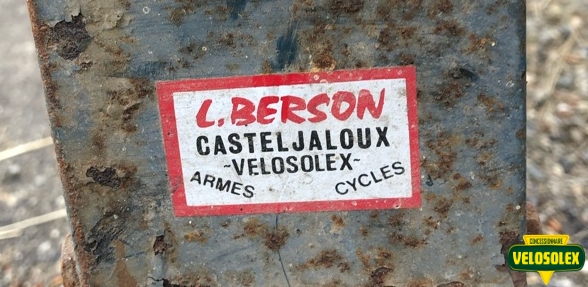 L.BERSON
CASTELJALOUX
-VELOSOLEX-
ARMES CYCLES
CONCESSIONNAIRE
VELOSOLEX